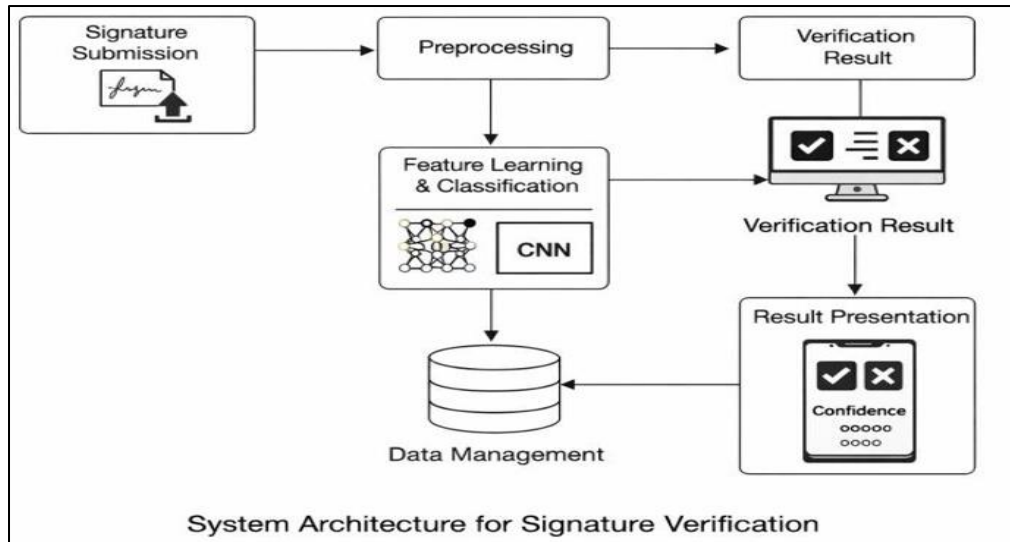 Signature
Submission
Preprocessing
Verification
Result
Feature Learning
& Classification
CNN
Verification Result
Result Presentation
Confidence
Data Management
System Architecture for Signature Verification